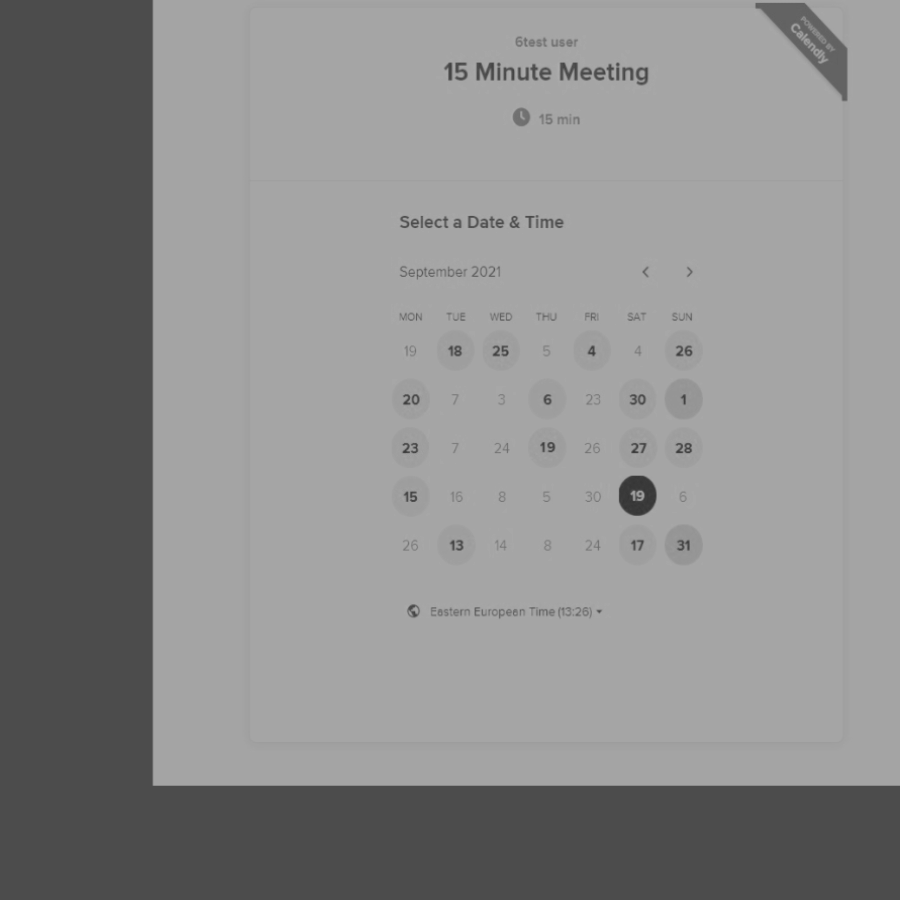 POWERED BY
Calendly
6test user
15 Minute Meeting
15 min
Select a Date & Time
September 2021
MON TUE WED THU FRI SAT SUN
19 18 25 5 4 4 26
20 7 3 6 23 30 1
23 7 24 19 26 27 28
15 16 8 5 30 19 6
26 13 14 8 24 17 31
Eastern European Time (13:26)